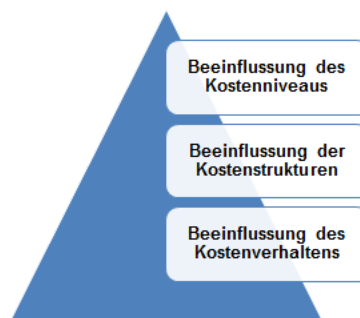 Beeinflussung des
Kostenniveaus
Beeinflussung der
Kostenstrukturen
Beeinflussung des
Kostenverhaltens